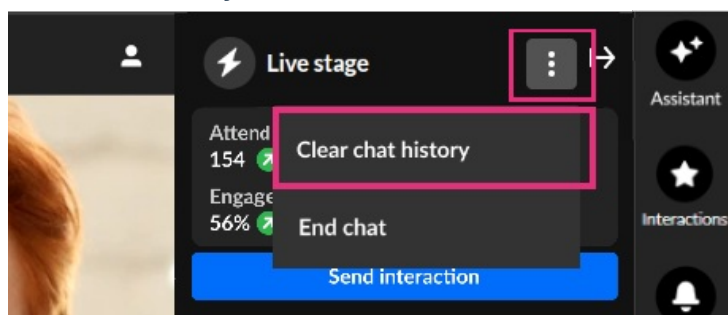 Live stage
Assistant
Attend
154
Clear chat history
Engage
56%
End chat
Interactions
Send interaction